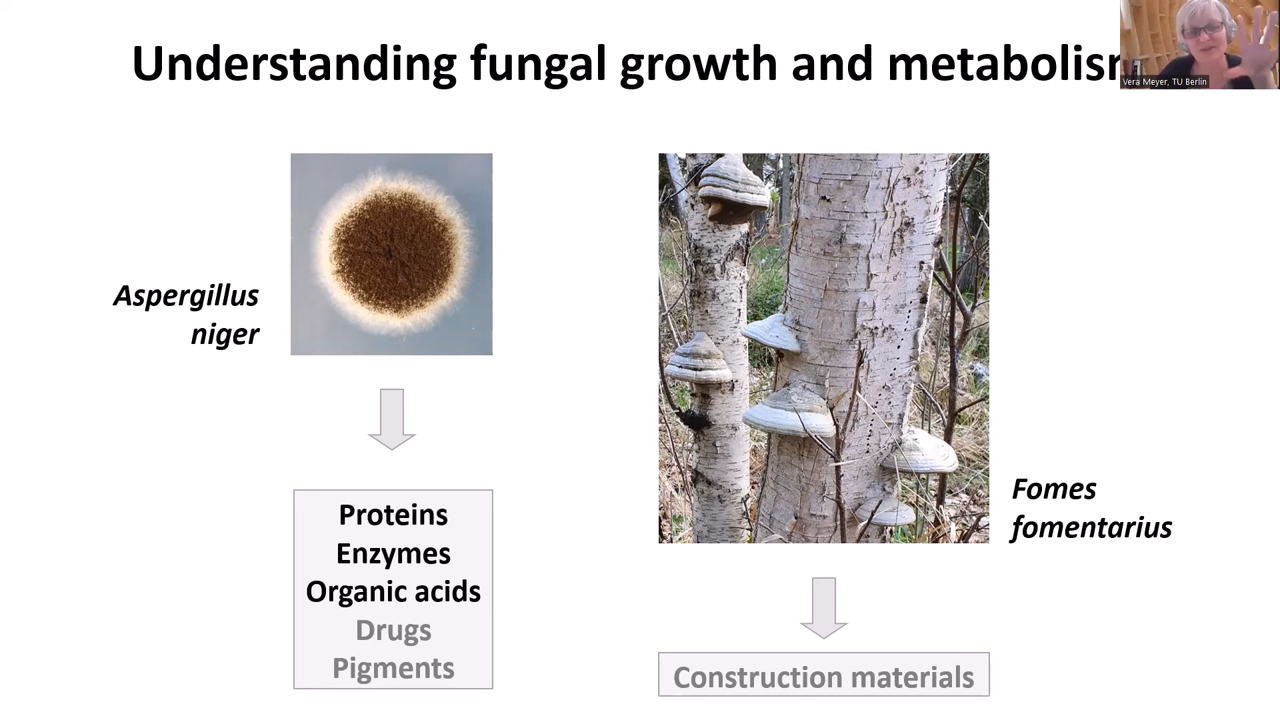 Understanding fungal growth and metabolism
Vera Meyer, TU Berlin
Aspergillus
niger
Fomes
fomentarius
Proteins
Enzymes
Organic acids
Drugs
Pigments
Construction materials